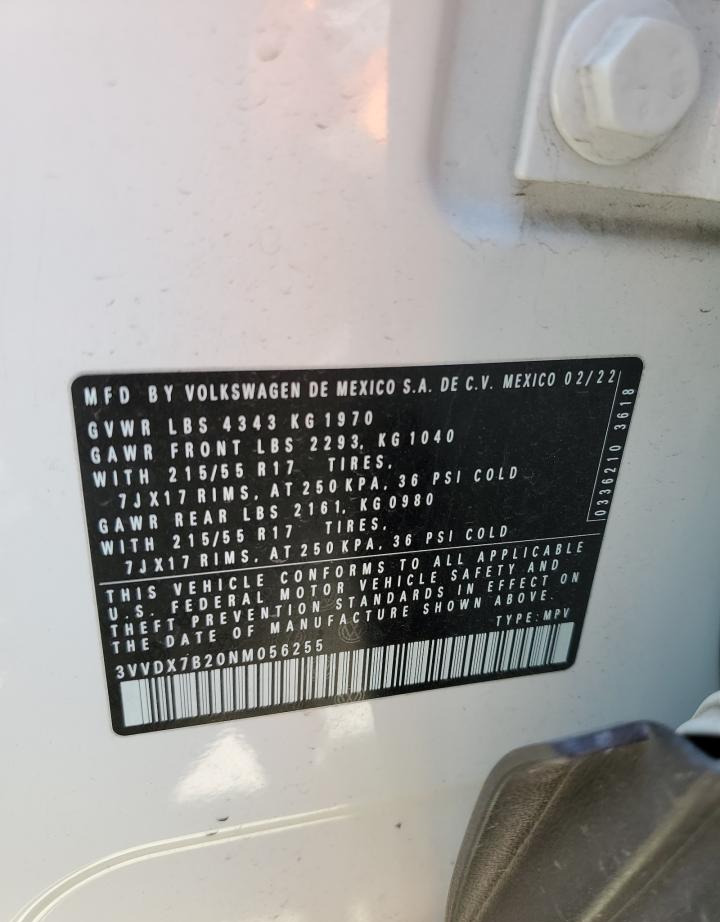 MFD BY VOLKSWAGEN DE MEXICO S.A. DE C.V. MEXICO 02/22
GVWR LBS 4343 KG 1970
GAWR FRONT LBS 2293, KG 1040
WITH 215/55 R17 TIRES,
7JX17 RIMS, AT 250 KPA, 36 PSI COLD
GAWR REAR LBS 2161, KG0980
WITH 215/55 R17 TIRES,
7JX17 RIMS, AT 250 KPA, 36 PSI COLD
0336210 3618
THIS VEHICLE CONFORMS TO ALL APPLICABLE
U.S. FEDERAL MOTOR VEHICLE SAFETY AND
THEFT PREVENTION STANDARDS IN EFFECT ON
THE DATE OF MANUFACTURE SHOWN ABOVE.
3VVDX7B20NM056255 TYPE: MPV